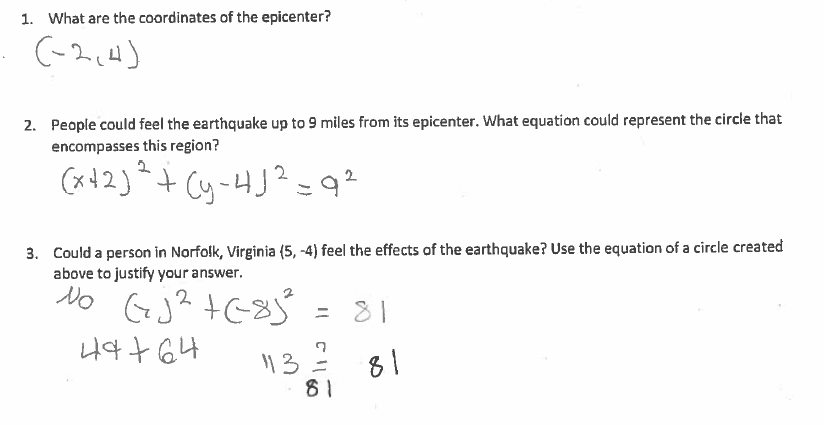 1. What are the coordinates of the epicenter?
(-2,4)
2. People could feel the earthquake up to 9 miles from its epicenter. What equation could represent the circle that
encompasses this region?
(x+2)² + (y-4)² = 9²
3. Could a person in Norfolk, Virginia (5, -4) feel the effects of the earthquake? Use the equation of a circle created
above to justify your answer.
No (7)² + (-8)² = 81
49 + 64 113 ≟ 81
81